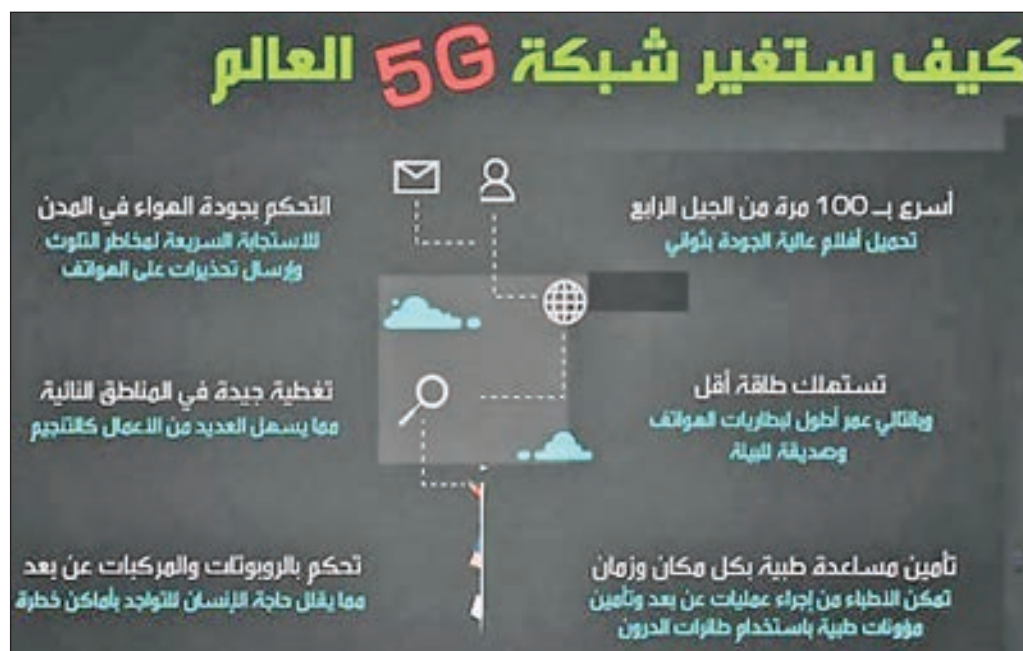 كيف ستغير شبكة 5G العالم
أسرع بـ 100 مرة من الجيل الرابع
تحميل أفلام عالية الجودة بثواني
التحكم بجودة الهواء في المدن
للاستجابة السريعة لمخاطر التلوث
وإرسال تحذيرات على الهواتف
تستهلك طاقة أقل
وبالتالي عمر أطول لبطاريات الهواتف
وصديقة للبيئة
تغطية جيدة في المناطق النائية
مما يسهل العديد من الأعمال كالتنجيم
تأمين مساعدة طبية بكل مكان وزمان
تمكن الاطباء من إجراء عمليات عن بعد وتأمين
مؤونات طبية باستخدام طائرات الدرون
تحكم بالروبوتات والمركبات عن بعد
مما يقلل حاجة الإنسان للتواجد بأماكن خطرة